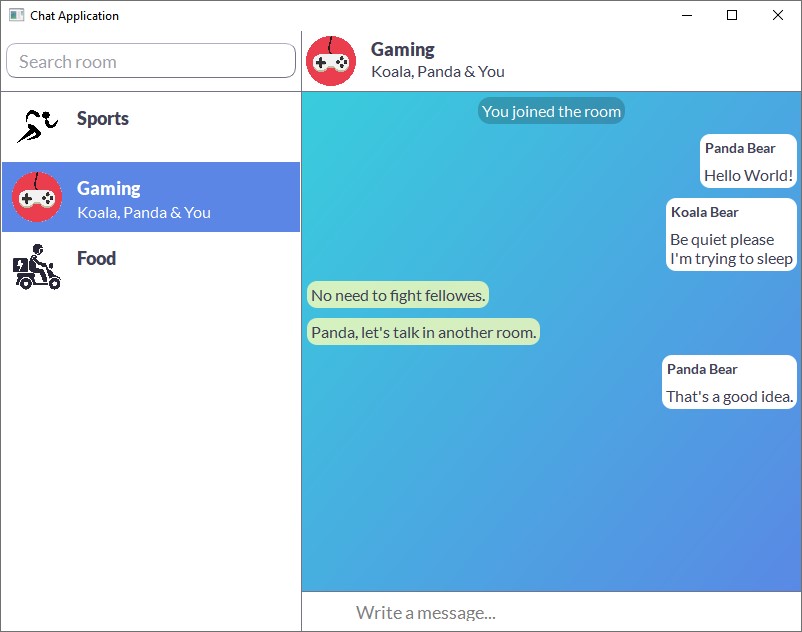 Chat Application
Search room
Sports
Gaming
Koala, Panda & You
Food
Gaming
Koala, Panda & You
You joined the room
Panda Bear
Hello World!
Koala Bear
Be quiet please
I'm trying to sleep
No need to fight fellowes.
Panda, let's talk in another room.
Panda Bear
That's a good idea.
Write a message...